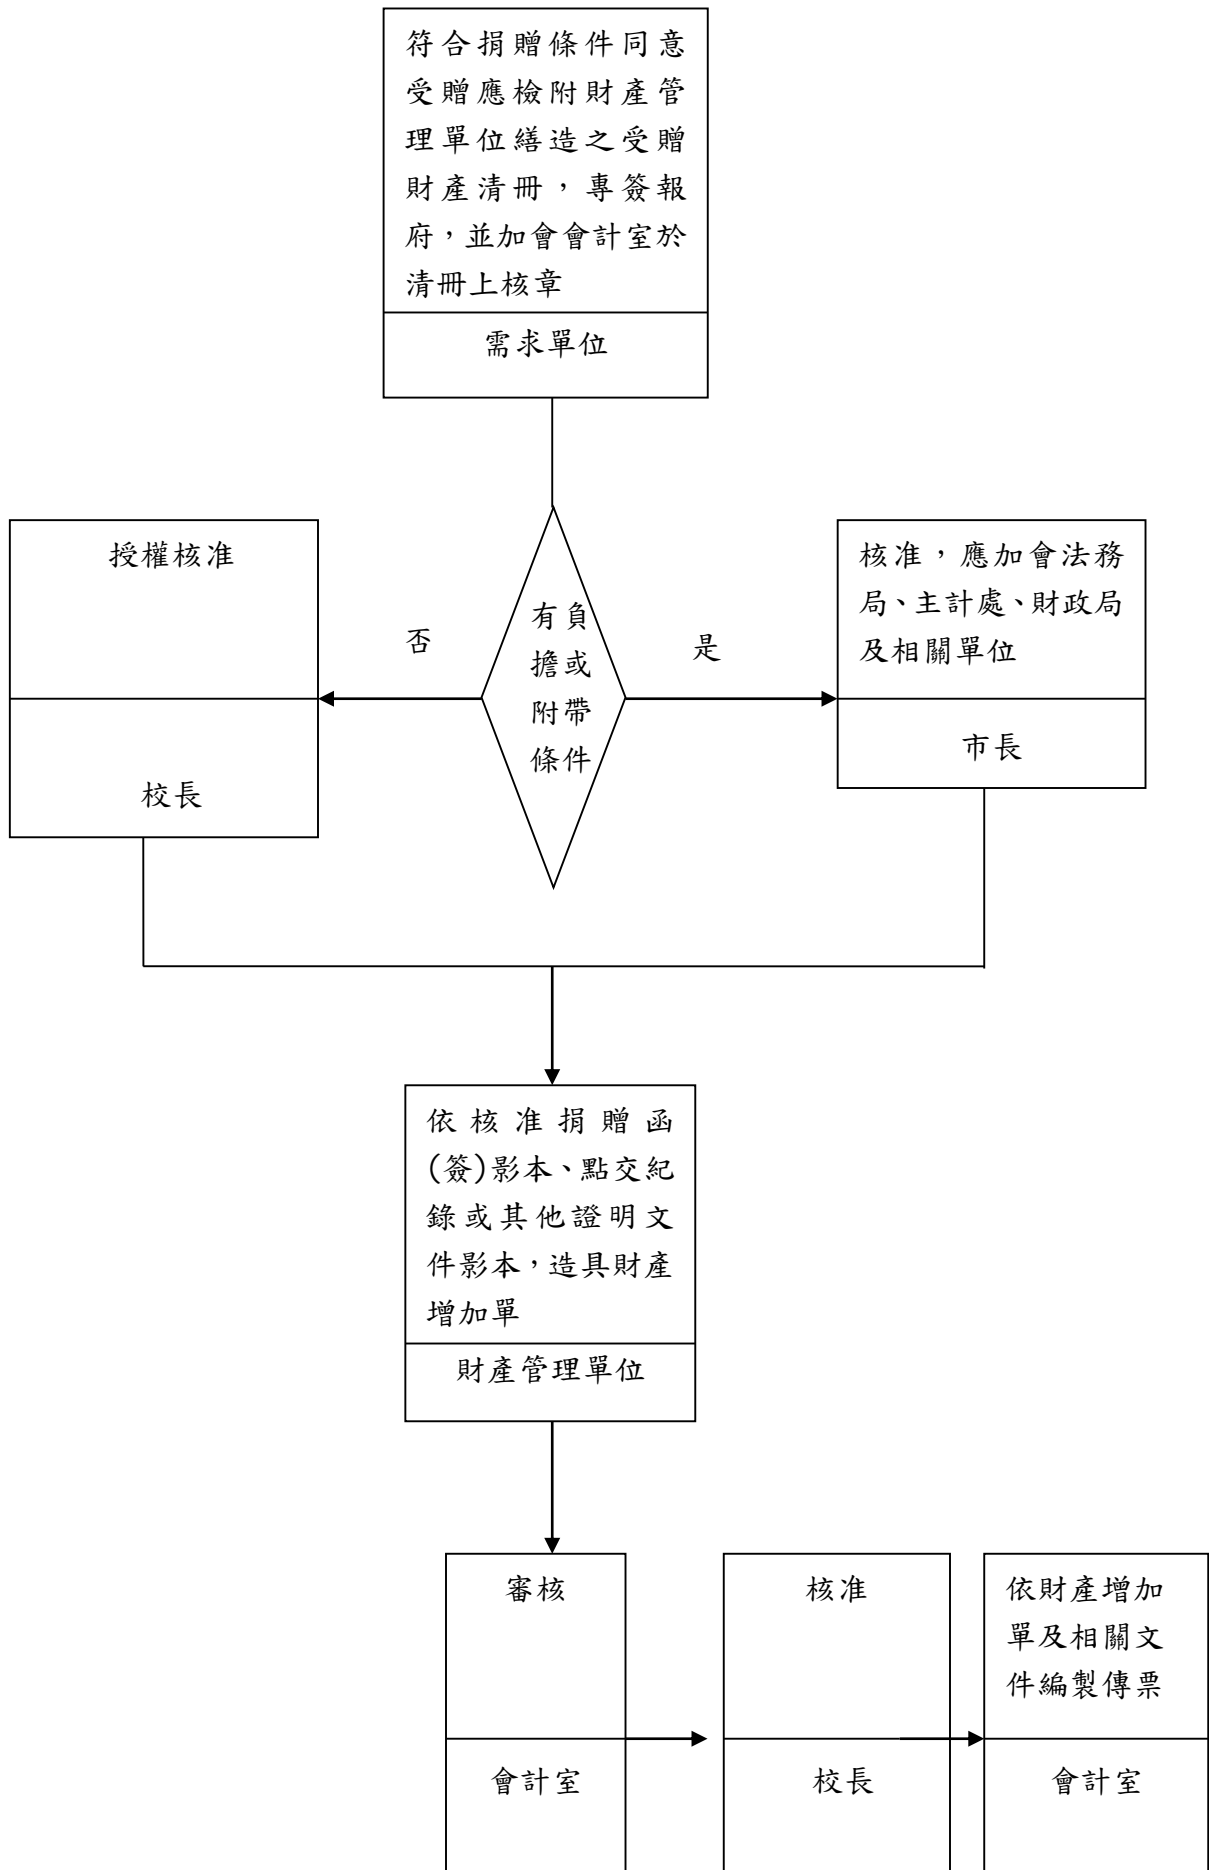 符合捐贈條件同意
受贈應檢附財產管
理單位繕造之受贈
財產清冊，專簽報
府，並加會會計室於
清冊上核章
需求單位
授權核准
校長
否
有負
擔或
附帶
條件
是
核准，應加會法務
局、主計處、財政局
及相關單位
市長
依核准捐贈函
(簽)影本、點交紀
錄或其他證明文
件影本，造具財產
增加單
財產管理單位
審核
會計室
核准
校長
依財產增加
單及相關文
件編製傳票
會計室